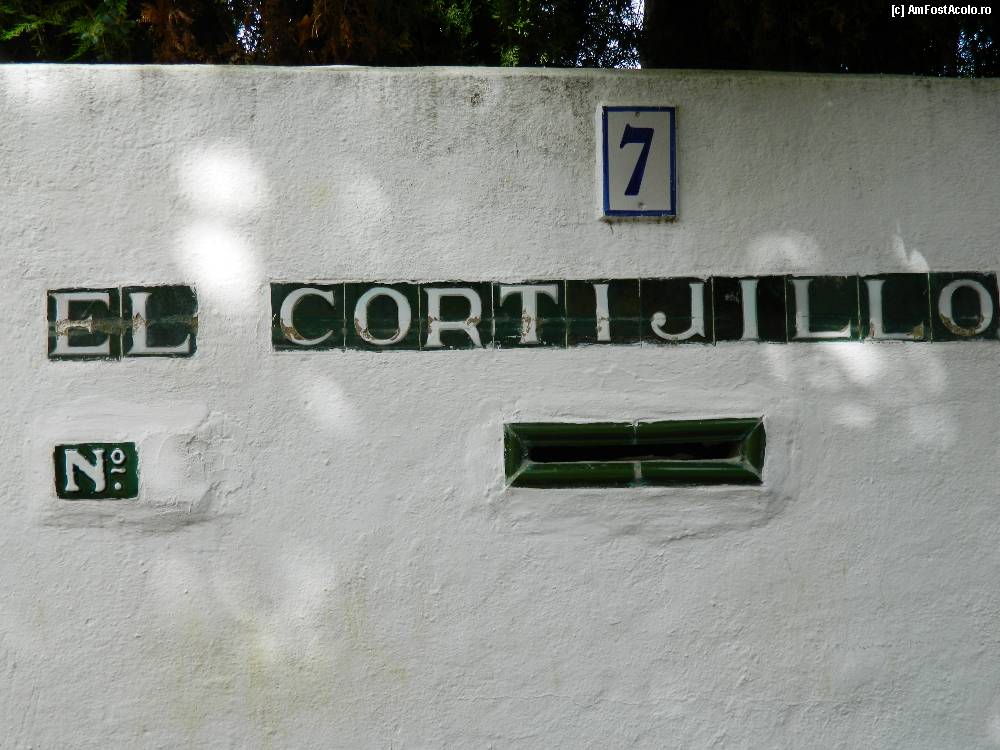 [c] AmFostAcolo.ro
7
EL CORTIJILLO
Nº.